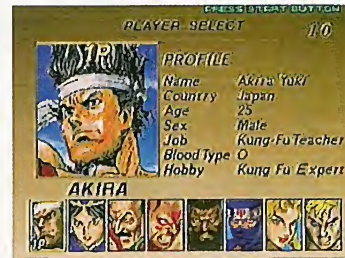 PRESS START BUTTON
PLAYER SELECT
10
1P
PROFILE
Name Akira Yuki
Country Japan
Age 25
Sex Male
Job Kung-Fu Teacher
Blood Type O
Hobby Kung Fu Expert
AKIRA
1P